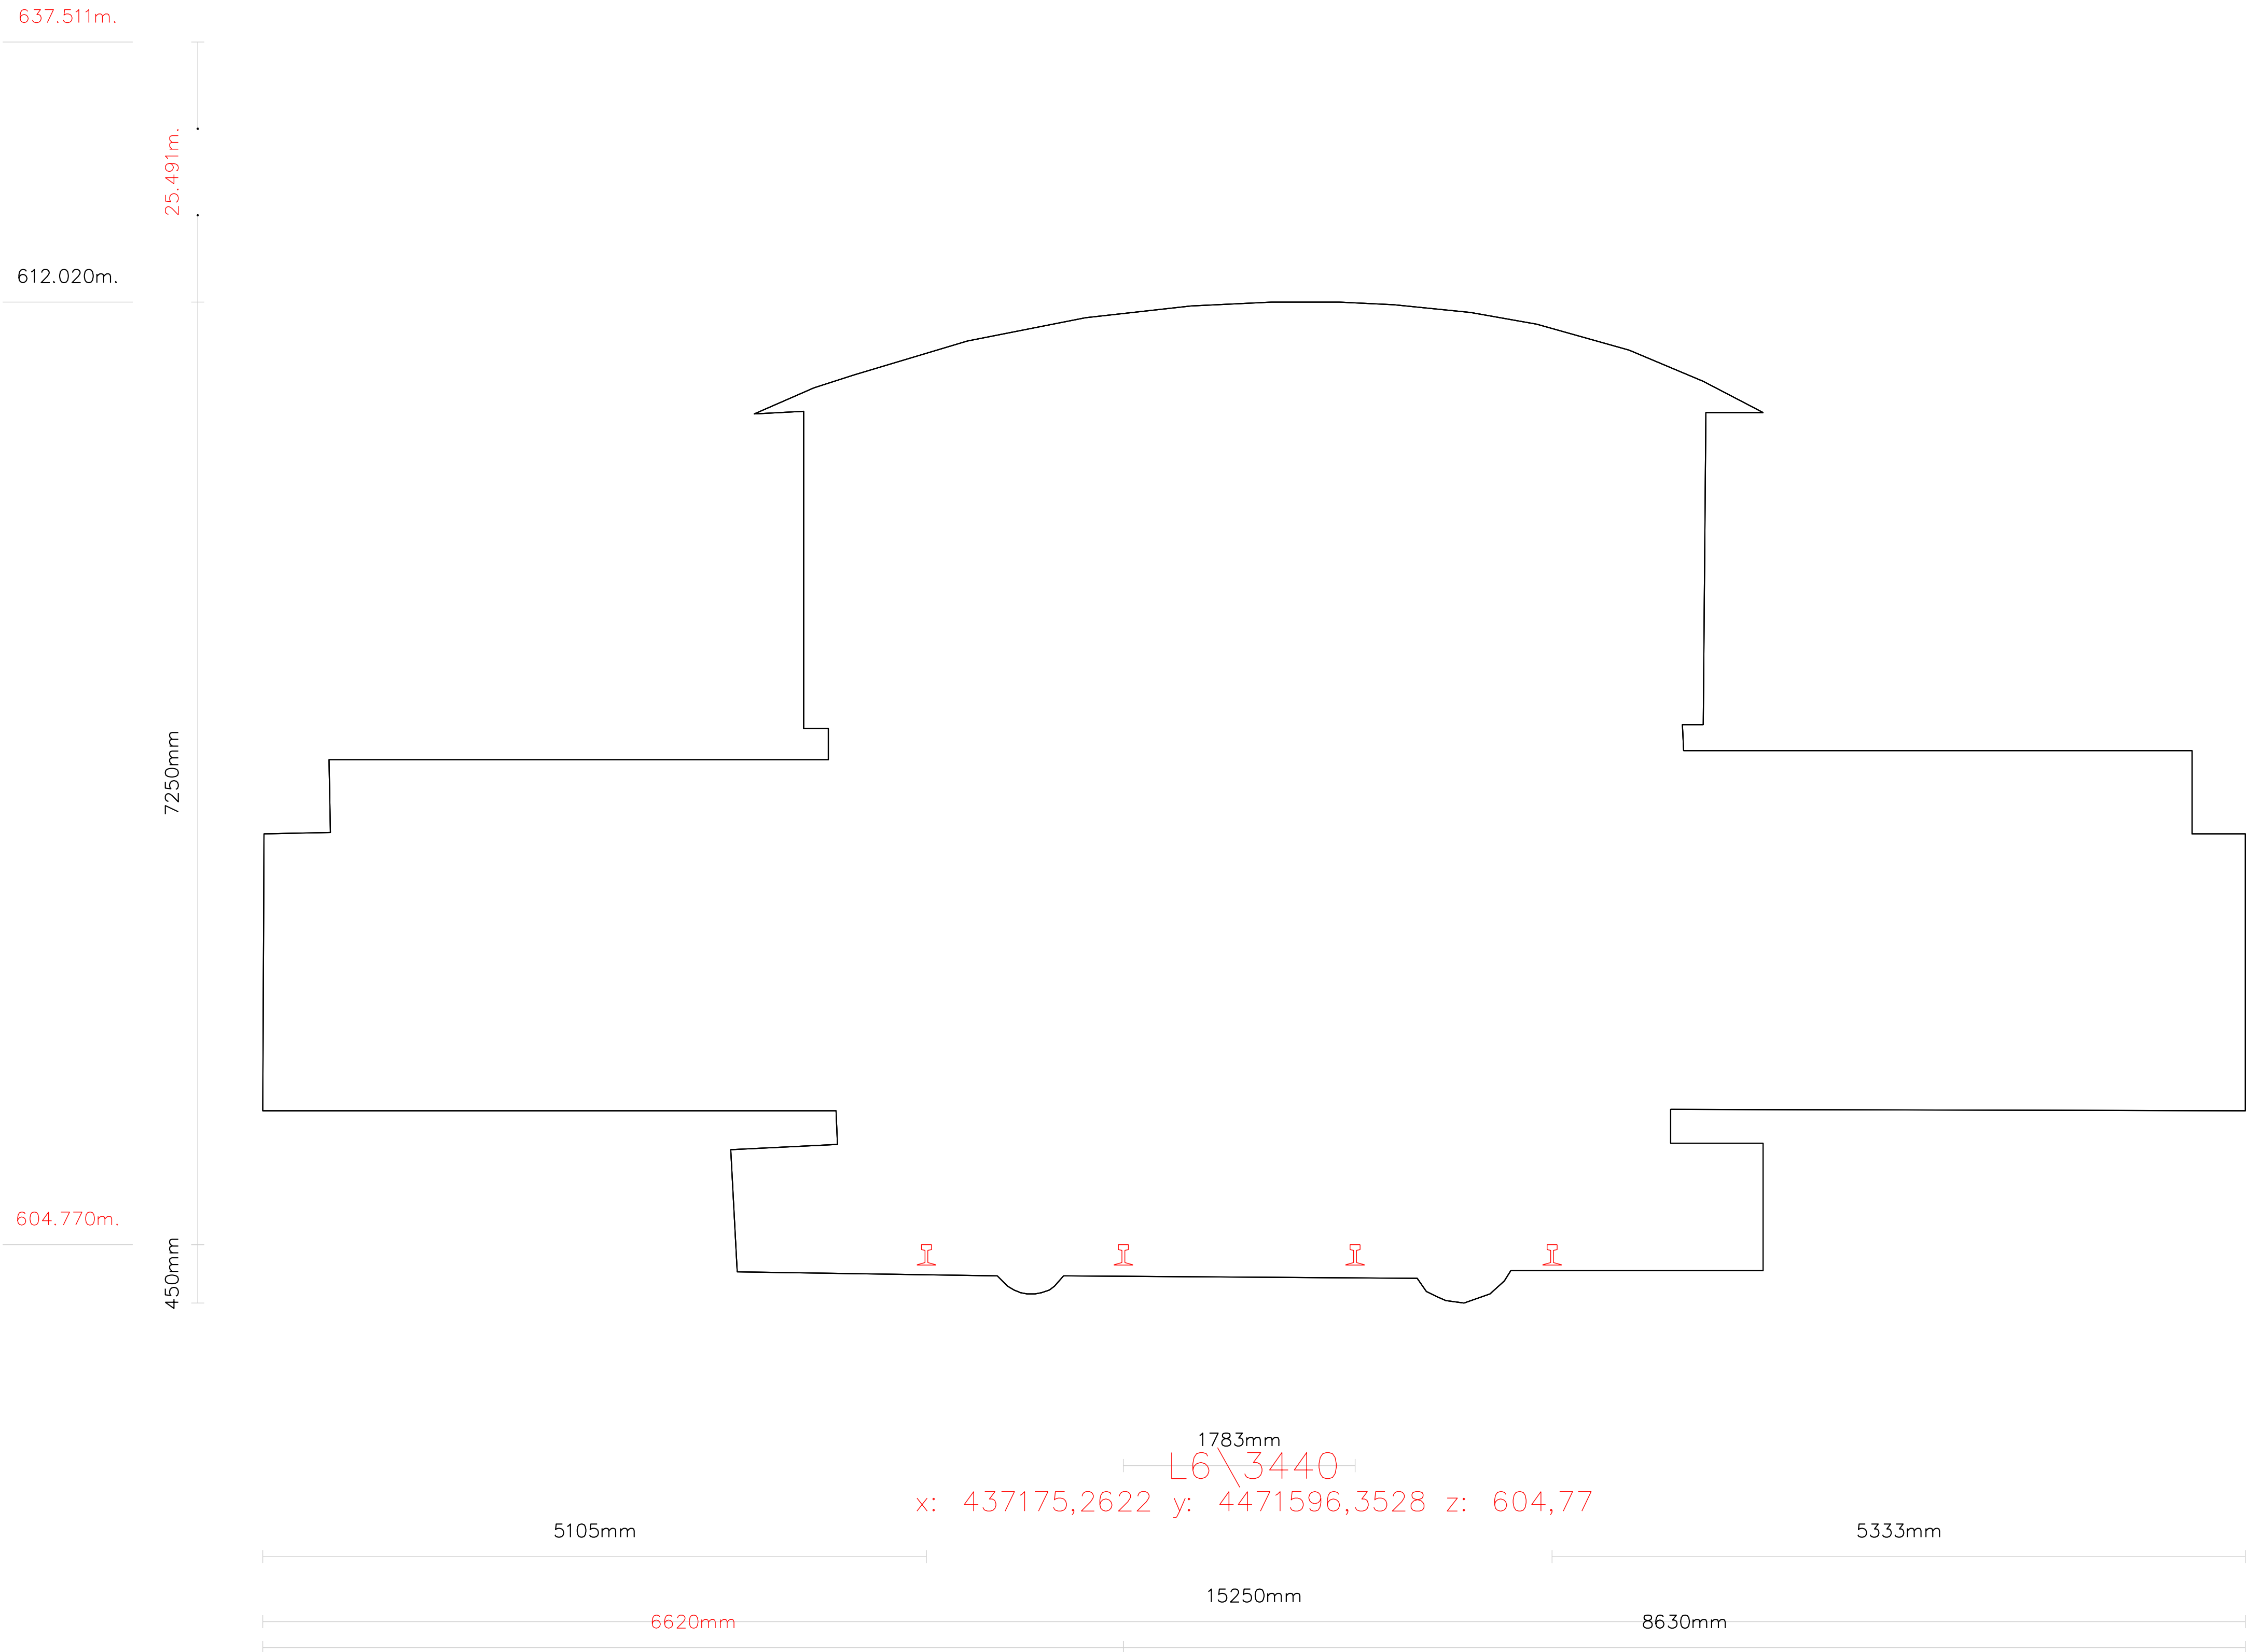 637.511m.
25.491m.
612.020m.
7250mm
604.770m.
450mm
1783mm
L6\3440
x: 437175,2622 y: 4471596,3528 z: 604,77
5105mm
5333mm
15250mm
6620mm
8630mm